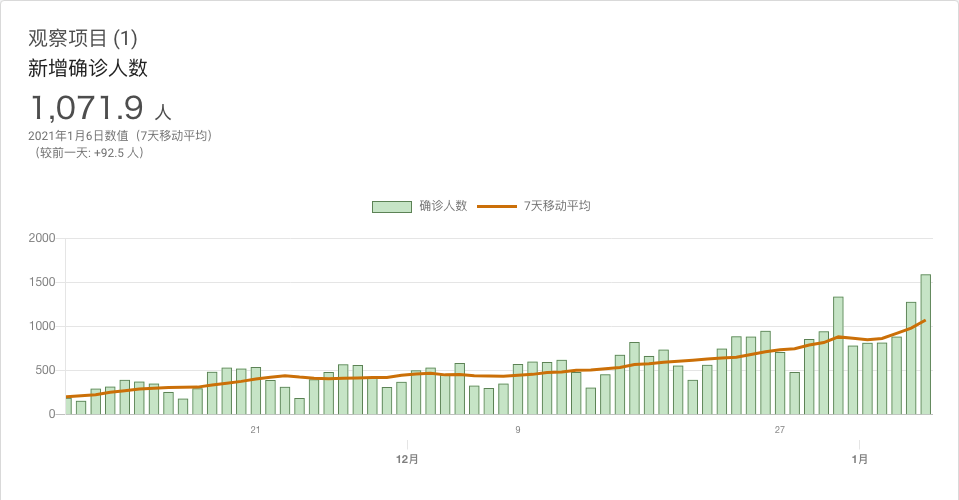 观察项目 (1)
新增确诊人数
1,071.9 人
2021年1月6日数值（7天移动平均）
（较前一天: +92.5 人）
确诊人数 7天移动平均
2000
1500
1000
500
0
21 9 27
12月 1月